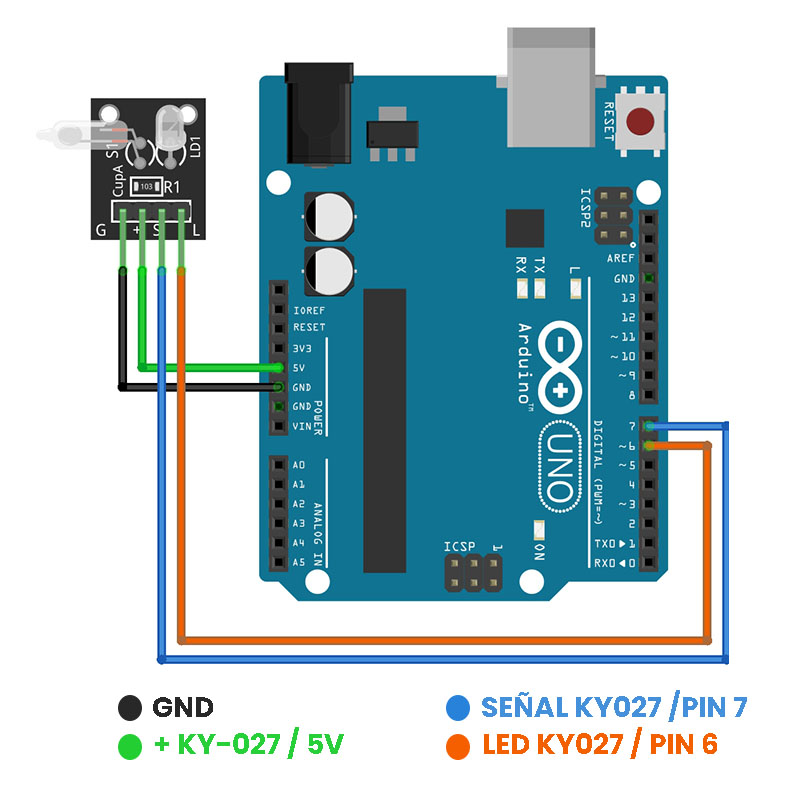 S1
LD1
CupA
103
R1
G
+
S
L
RESET
ICSP2
AREF
GND
13
12
~ 11
~ 10
~ 9
8
RX
TX
L
Arduino™
UNO
IOREF
RESET
3V3
5V
GND
GND
VIN
POWER
A0
A1
A2
A3
A4
A5
ANALOG IN
DIGITAL (PWM=~)
7
~6
~ 5
4
~ 3
2
TX0▶1
RX0◀0
ICSP
1
ON
GND
+ KY-027 / 5V
SEÑAL KY027 /PIN 7
LED KY027 / PIN 6